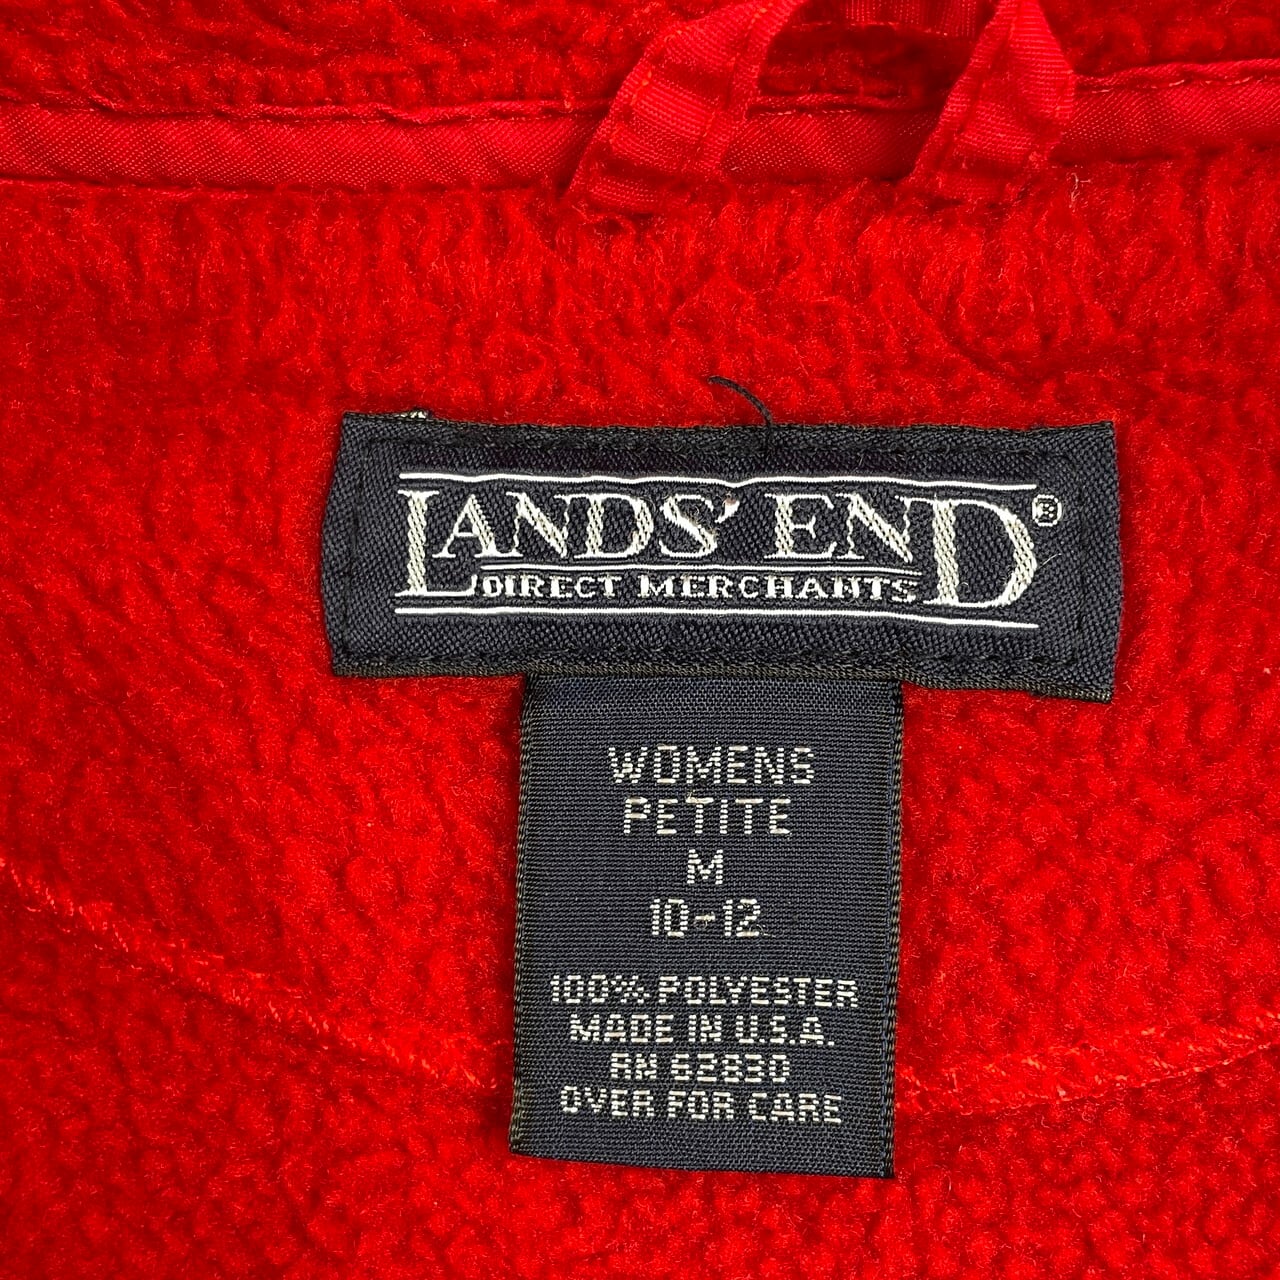 LANDS' END®
DIRECT MERCHANTS
WOMENS
PETITE
M
10-12
100% POLYESTER
MADE IN U.S.A.
RN 62830
OVER FOR CARE